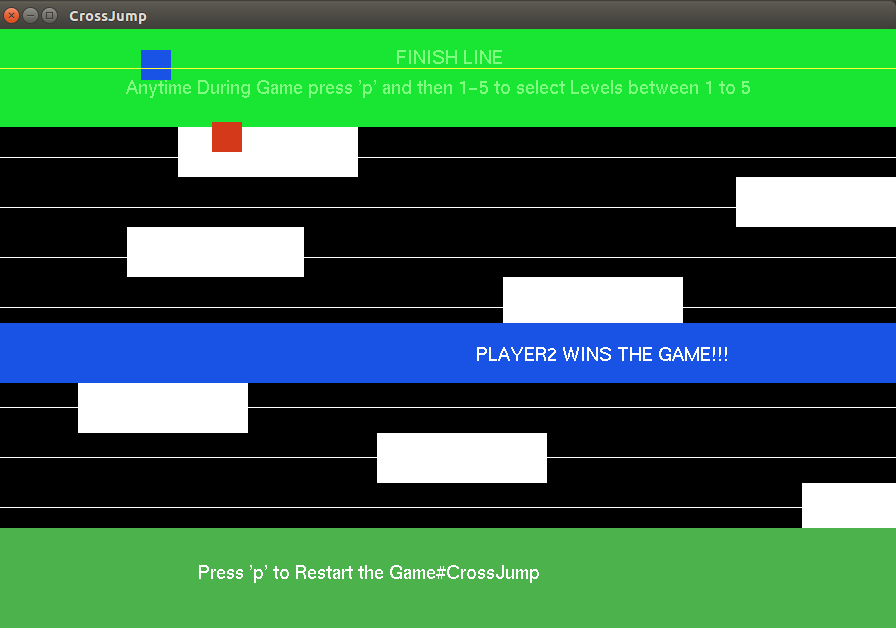 CrossJump
FINISH LINE
Anytime During Game press 'p' and then 1-5 to select Levels between 1 to 5
PLAYER2 WINS THE GAME!!!
Press 'p' to Restart the Game#CrossJump